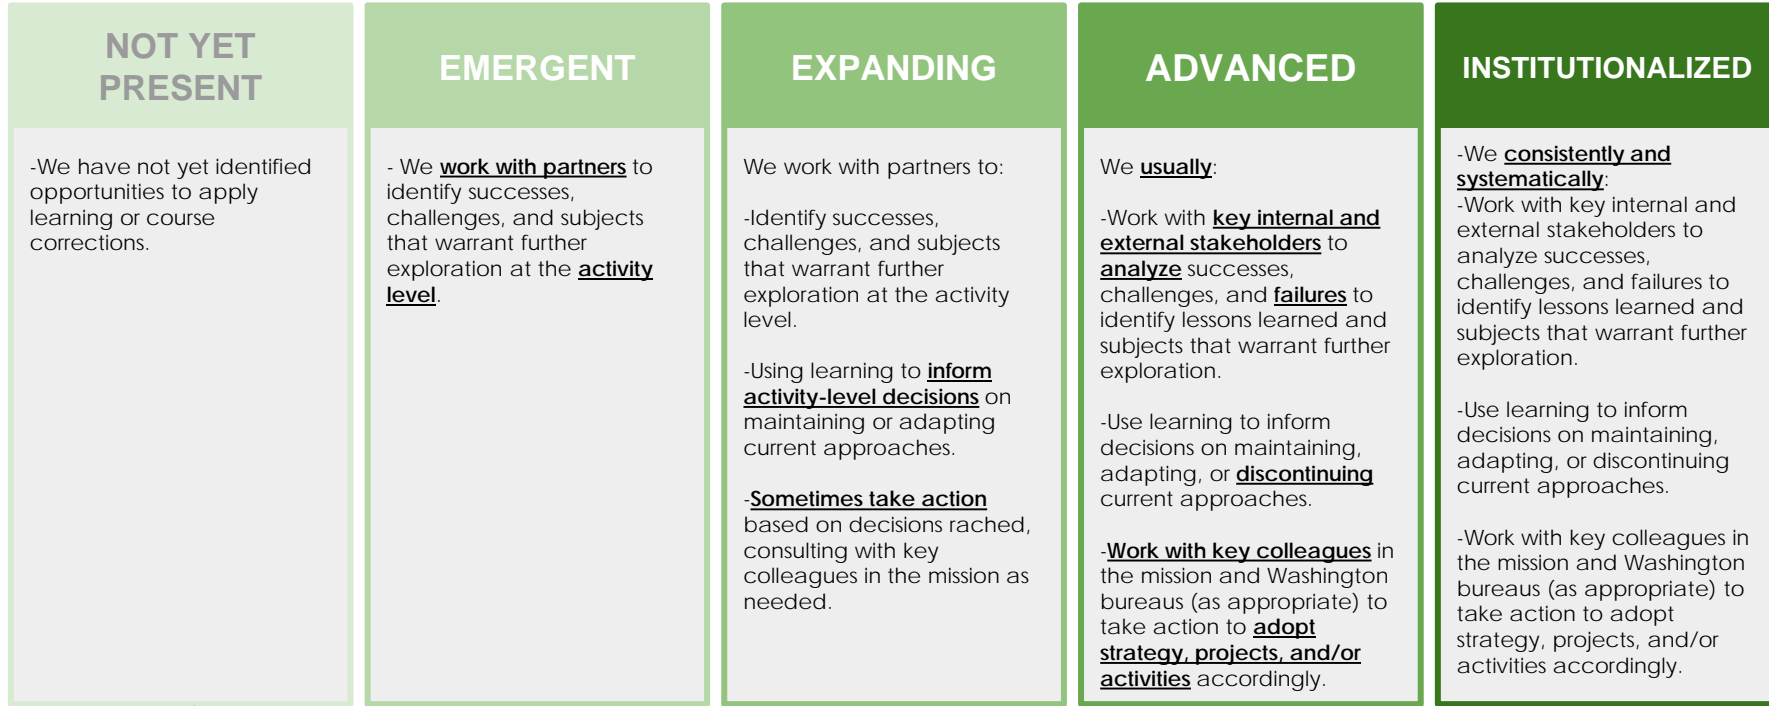 NOT YET
PRESENT
-We have not yet identified
opportunities to apply
learning or course
corrections.
EMERGENT
- We work with partners to
identify successes,
challenges, and subjects
that warrant further
exploration at the activity
level.
EXPANDING
We work with partners to:
-Identify successes,
challenges, and subjects
that warrant further
exploration at the activity
level.
-Using learning to inform
activity-level decisions on
maintaining or adapting
current approaches.
-Sometimes take action
based on decisions rached,
consulting with key
colleagues in the mission as
needed.
ADVANCED
We usually:
-Work with key internal and
external stakeholders to
analyze successes,
challenges, and failures to
identify lessons learned and
subjects that warrant further
exploration.
-Use learning to inform
decisions on maintaining,
adapting, or discontinuing
current approaches.
-Work with key colleagues in
the mission and Washington
bureaus (as appropriate) to
take action to adopt
strategy, projects, and/or
activities accordingly.
INSTITUTIONALIZED
-We consistently and
systematically:
-Work with key internal and
external stakeholders to
analyze successes,
challenges, and failures to
identify lessons learned and
subjects that warrant further
exploration.
-Use learning to inform
decisions on maintaining,
adapting, or discontinuing
current approaches.
-Work with key colleagues in
the mission and Washington
bureaus (as appropriate) to
take action to adopt
strategy, projects, and/or
activities accordingly.